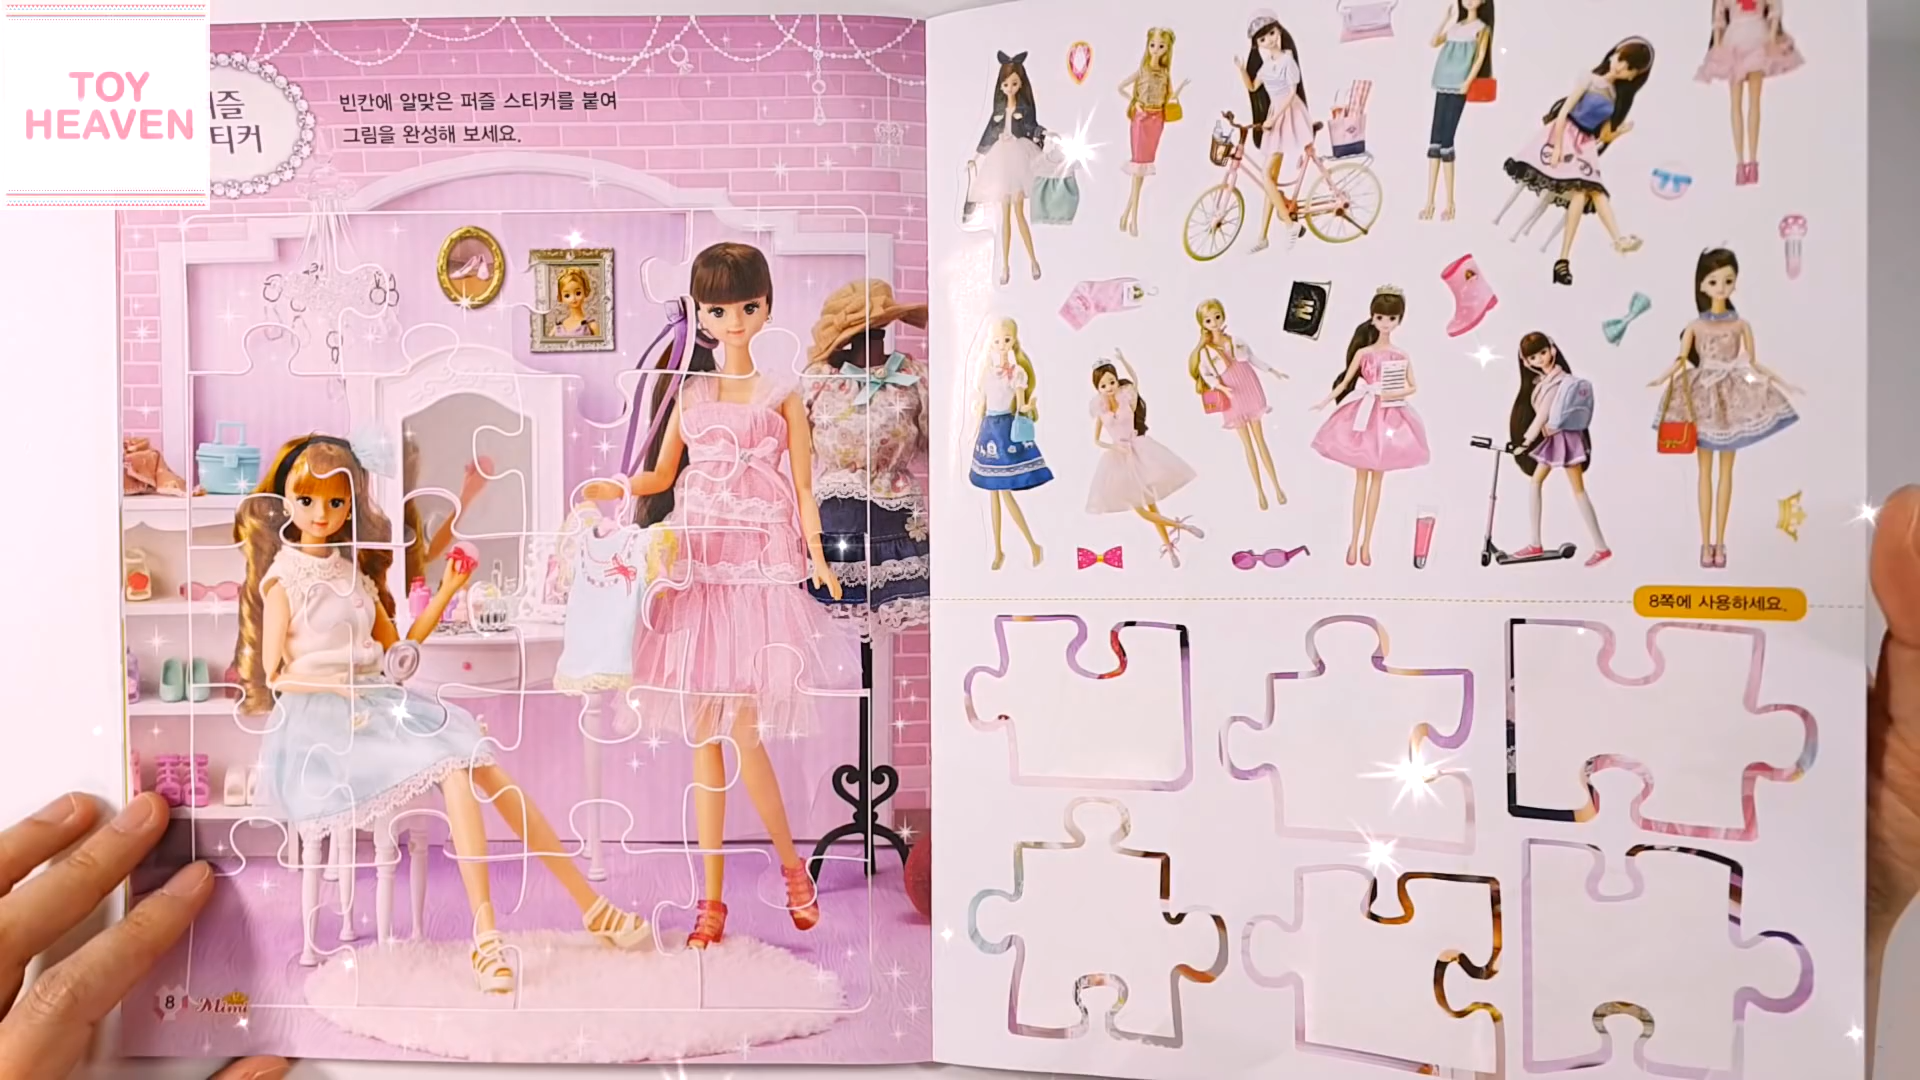 TOY
HEAVEN
빈칸에 알맞은 퍼즐 스티커를 붙여
그림을 완성해 보세요.
8쪽에 사용하세요.
8
Mimi